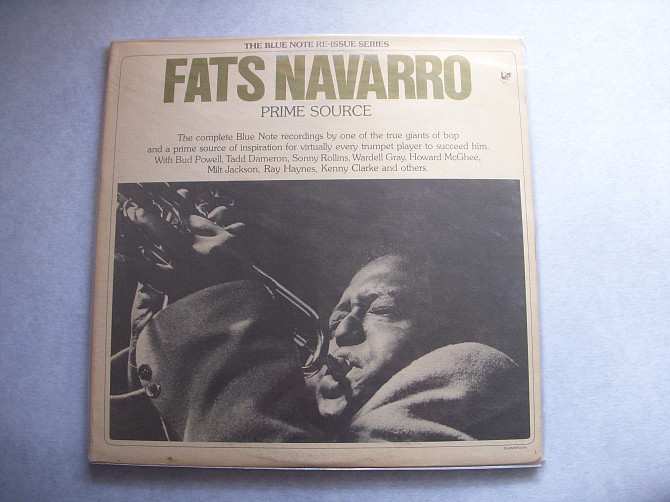 THE BLUE NOTE RE-ISSUE SERIES
FATS NAVARRO
PRIME SOURCE
The complete Blue Note recordings by one of the true giants of bop
and a prime source of inspiration for virtually every trumpet player to succeed him.
With Bud Powell, Tadd Dameron, Sonny Rollins, Wardell Gray, Howard McGhee,
Milt Jackson, Ray Haynes, Kenny Clarke and others.